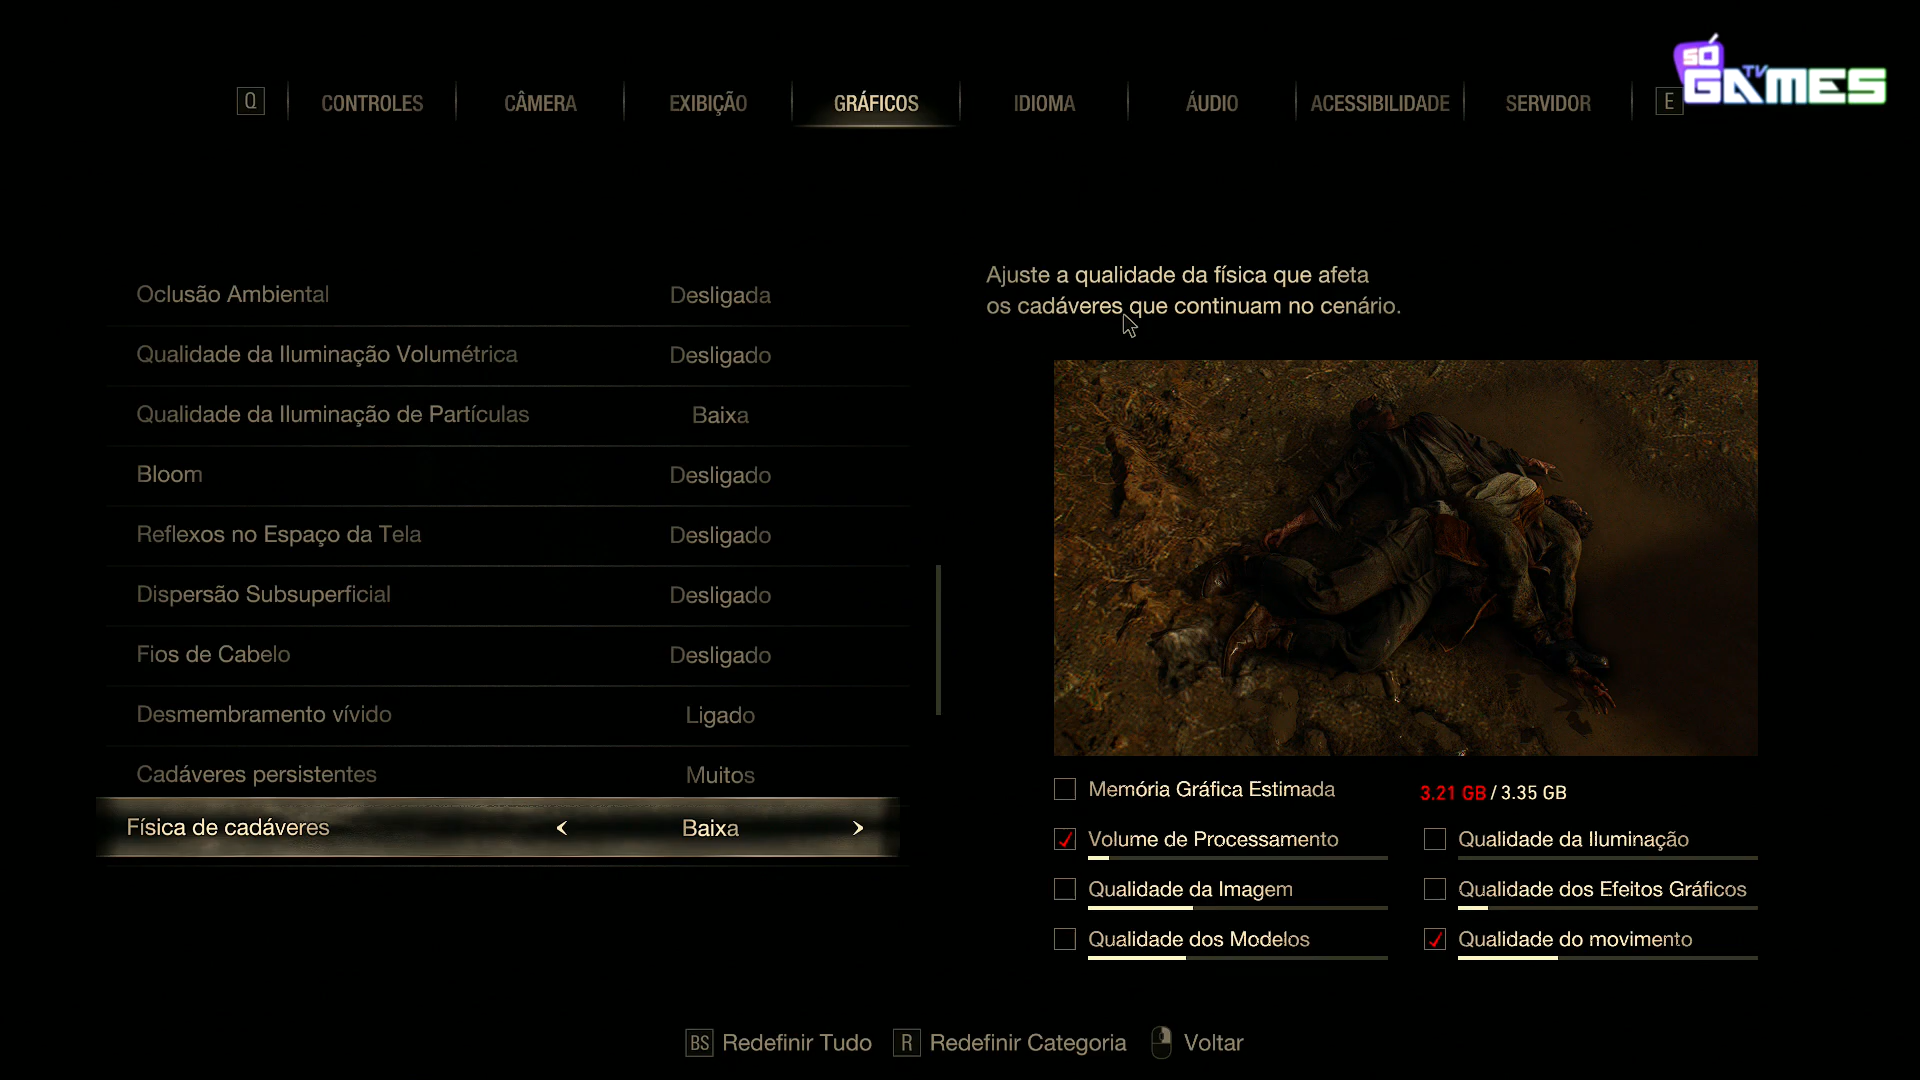 SÓ
TV
GAMES
Q
CONTROLES
CÂMERA
EXIBIÇÃO
GRÁFICOS
IDIOMA
ÁUDIO
ACESSIBILIDADE
SERVIDOR
E
Oclusão Ambiental Desligada
Qualidade da Iluminação Volumétrica Desligado
Qualidade da Iluminação de Partículas Baixa
Bloom Desligado
Reflexos no Espaço da Tela Desligado
Dispersão Subsuperficial Desligado
Fios de Cabelo Desligado
Desmembramento vívido Ligado
Cadáveres persistentes Muitos
Física de cadáveres < Baixa >
Ajuste a qualidade da física que afeta
os cadáveres que continuam no cenário.
Memória Gráfica Estimada 3.21 GB / 3.35 GB
Volume de Processamento Qualidade da Iluminação
Qualidade da Imagem Qualidade dos Efeitos Gráficos
Qualidade dos Modelos Qualidade do movimento
BS Redefinir Tudo R Redefinir Categoria Voltar